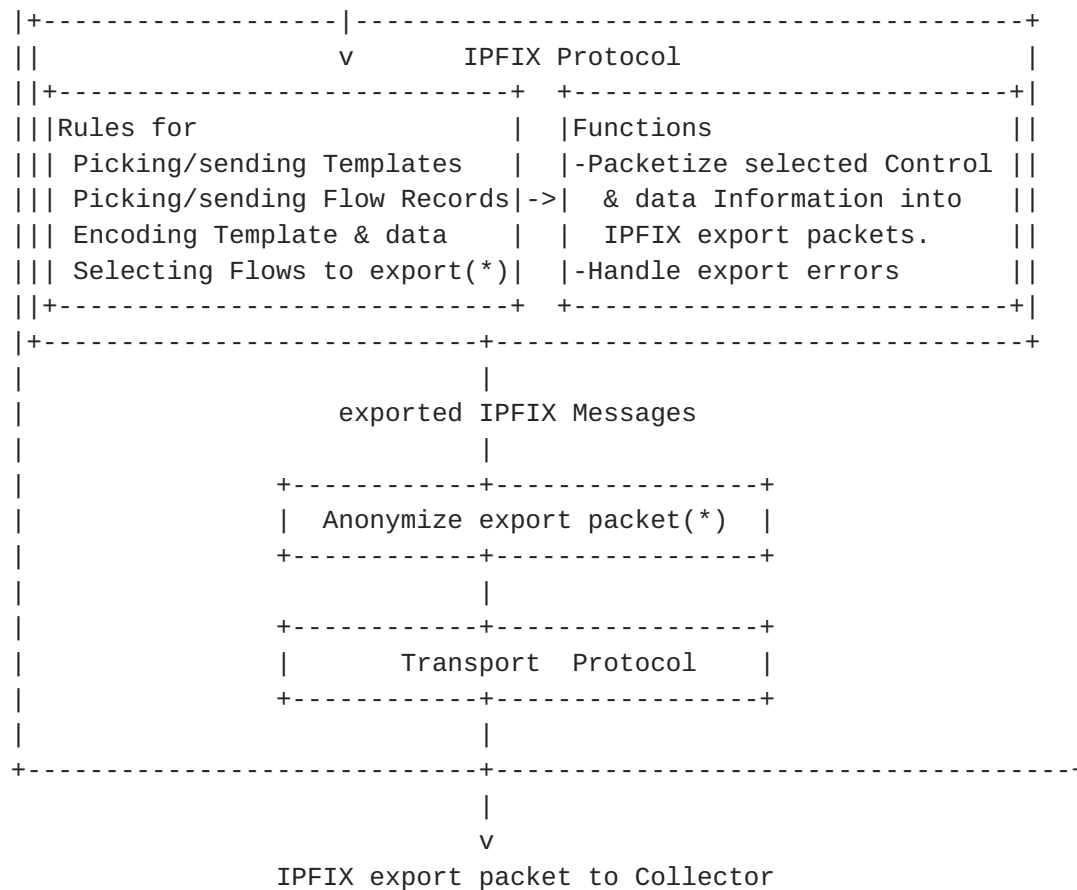 |+-------------------|-------------------------------------------+
||                   v       IPFIX Protocol                      |
||+-----------------------------+  +----------------------------+|
|||Rules for                    |  |Functions                   ||
||| Picking/sending Templates   |  |-Packetize selected Control ||
||| Picking/sending Flow Records|->|  & data Information into   ||
||| Encoding Template & data    |  |  IPFIX export packets.     ||
||| Selecting Flows to export(*)|  |-Handle export errors       ||
||+-----------------------------+  +----------------------------+|
|+----------------------------+----------------------------------+
|                             |
|                    exported IPFIX Messages
|                             |
|                +------------+-----------------+
|                |  Anonymize export packet(*)  |
|                +------------+-----------------+
|                             |
|                +------------+-----------------+
|                |       Transport  Protocol    |
|                +------------+-----------------+
|                             |
+-----------------------------+-------------------------------------+
                              |
                              v
                 IPFIX export packet to Collector